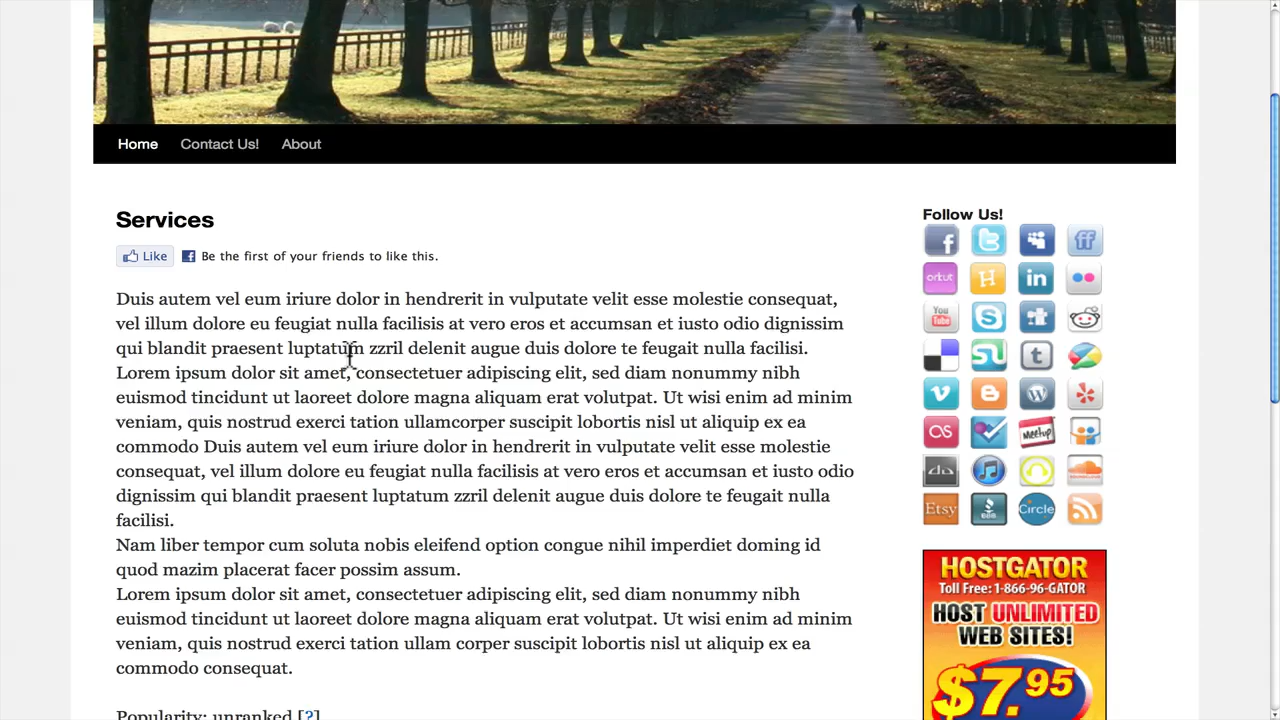 Home Contact Us! About
Services
Like Be the first of your friends to like this.
Duis autem vel eum iriure dolor in hendrerit in vulputate velit esse molestie consequat,
vel illum dolore eu feugiat nulla facilisis at vero eros et accumsan et iusto odio dignissim
qui blandit praesent luptatum zzril delenit augue duis dolore te feugait nulla facilisi.
Lorem ipsum dolor sit amet, consectetuer adipiscing elit, sed diam nonummy nibh
euismod tincidunt ut laoreet dolore magna aliquam erat volutpat. Ut wisi enim ad minim
veniam, quis nostrud exerci tation ullamcorper suscipit lobortis nisl ut aliquip ex ea
commodo Duis autem vel eum iriure dolor in hendrerit in vulputate velit esse molestie
consequat, vel illum dolore eu feugiat nulla facilisis at vero eros et accumsan et iusto odio
dignissim qui blandit praesent luptatum zzril delenit augue duis dolore te feugait nulla
facilisi.
Nam liber tempor cum soluta nobis eleifend option congue nihil imperdiet doming id
quod mazim placerat facer possim assum.
Lorem ipsum dolor sit amet, consectetuer adipiscing elit, sed diam nonummy nibh
euismod tincidunt ut laoreet dolore magna aliquam erat volutpat. Ut wisi enim ad minim
veniam, quis nostrud exerci tation ullam corper suscipit lobortis nisl ut aliquip ex ea
commodo consequat.
Popularity: unranked [?]
Follow Us!
f t ff
orkut H in
You Tube S
t
v B W
OS Meetup
da
Etsy BBB Circle
HOSTGATOR
Toll Free: 1-866-96-GATOR
HOST UNLIMITED
WEB SITES!
$7.95